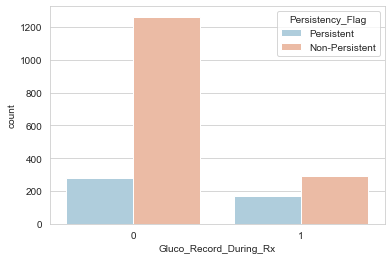 Persistency_Flag
Persistent
Non-Persistent
1200
1000
800
600
400
200
0
count
0 1
Gluco_Record_During_Rx